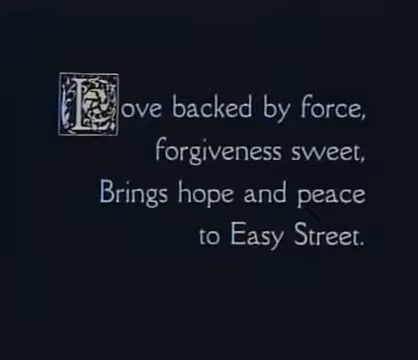 Love backed by force,
forgiveness sweet,
Brings hope and peace
to Easy Street.